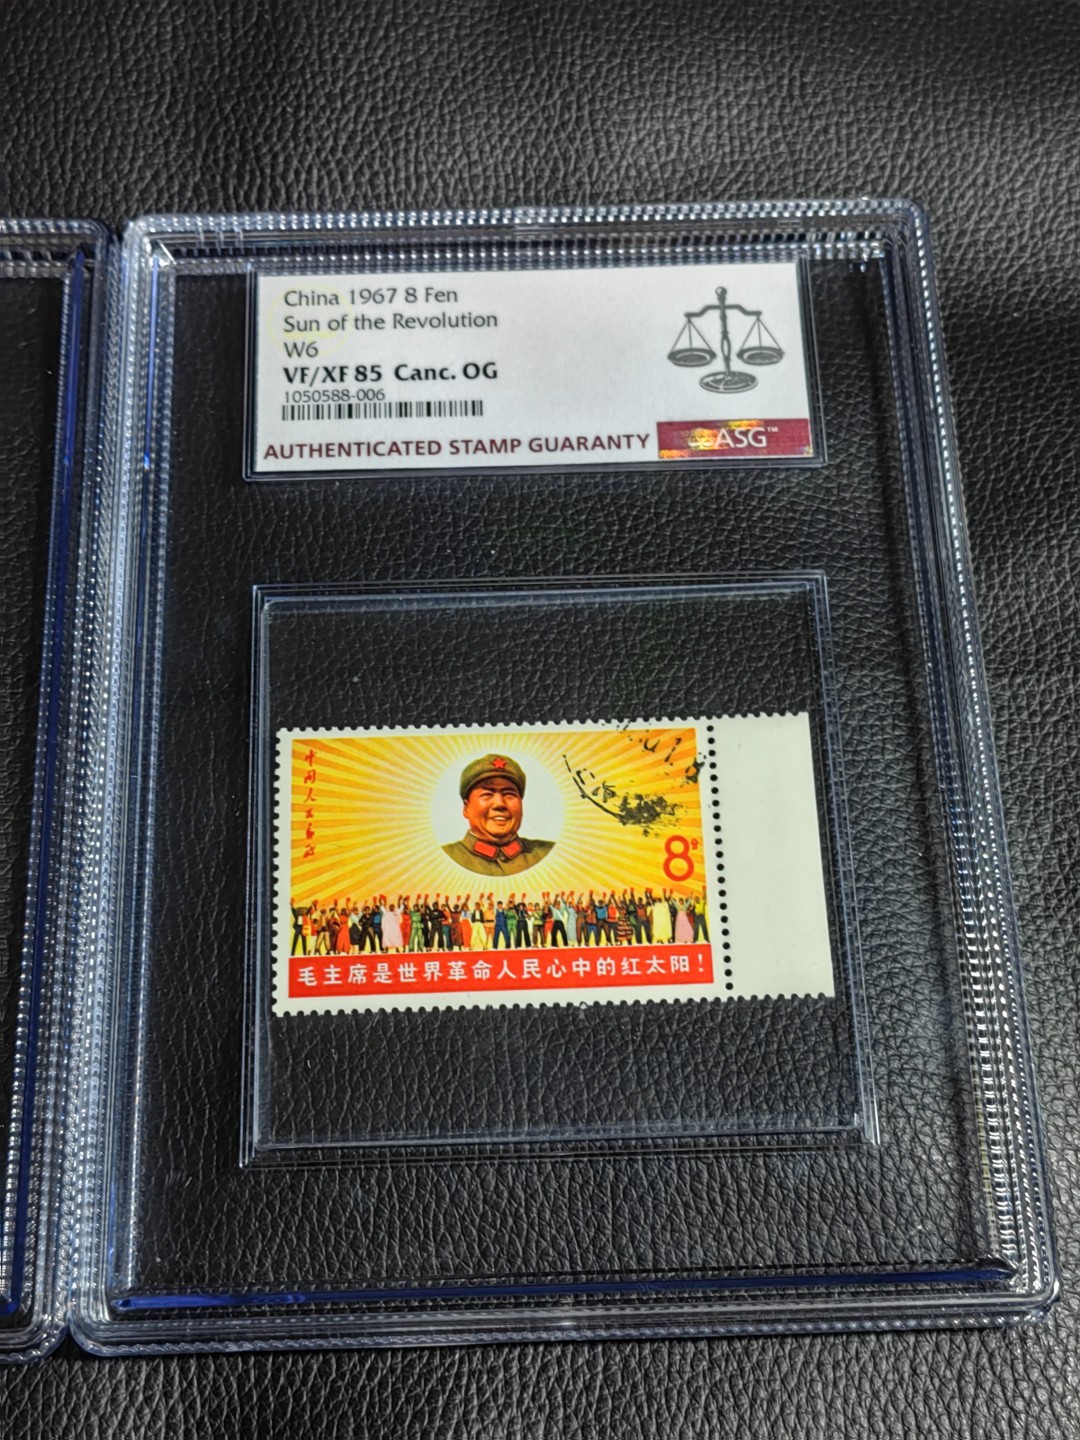 China 1967 8 Fen
Sun of the Revolution
W6
VF/XF 85 Canc. OG
1050588-006
AUTHENTICATED STAMP GUARANTY
ASG™
中国人民邮政
8分
毛主席是世界革命人民心中的红太阳！